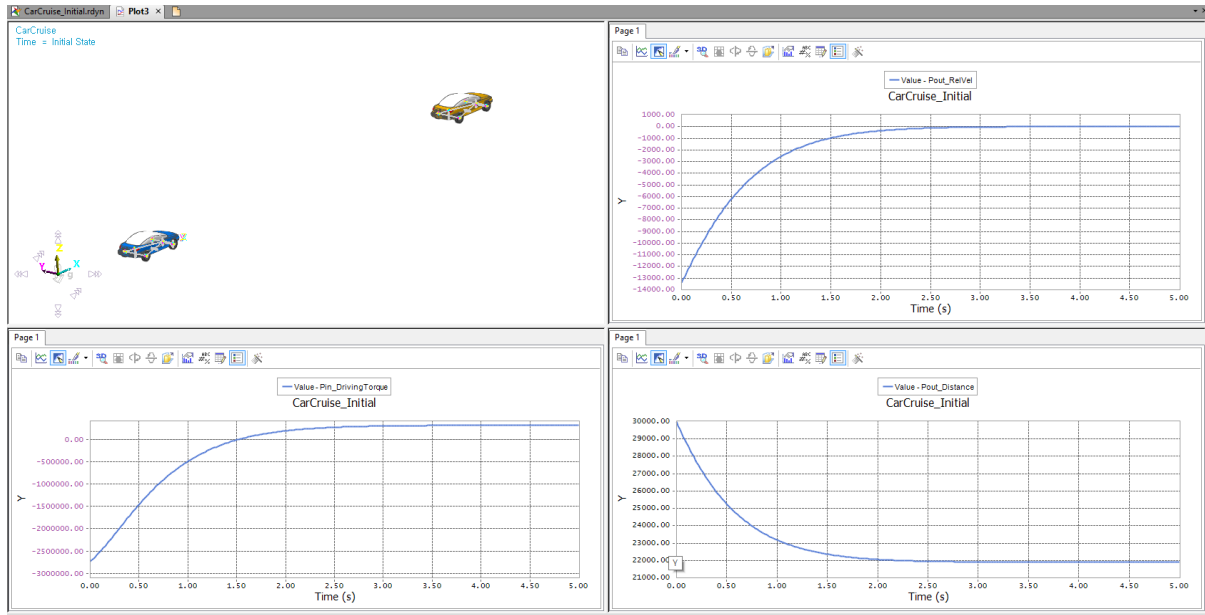 CarCruise_Initial.rdyn
Plot3
CarCruise
Time = Initial State
Z
Y
X
g
Page 1
Value - Pout_RelVel
CarCruise_Initial
1000.00
0.00
-1000.00
-2000.00
-3000.00
-4000.00
-5000.00
-6000.00
-7000.00
-8000.00
-9000.00
-10000.00
-11000.00
-12000.00
-13000.00
-14000.00
Y
0.00 0.50 1.00 1.50 2.00 2.50 3.00 3.50 4.00 4.50 5.00
Time (s)
Page 1
Value - Pin_DrivingTorque
CarCruise_Initial
0.00
-500000.00
-1000000.00
-1500000.00
-2000000.00
-2500000.00
-3000000.00
Y
0.00 0.50 1.00 1.50 2.00 2.50 3.00 3.50 4.00 4.50 5.00
Time (s)
Page 1
Value - Pout_Distance
CarCruise_Initial
30000.00
29000.00
28000.00
27000.00
26000.00
25000.00
24000.00
23000.00
22000.00
21000.00
Y
Y
0.00 0.50 1.00 1.50 2.00 2.50 3.00 3.50 4.00 4.50 5.00
Time (s)